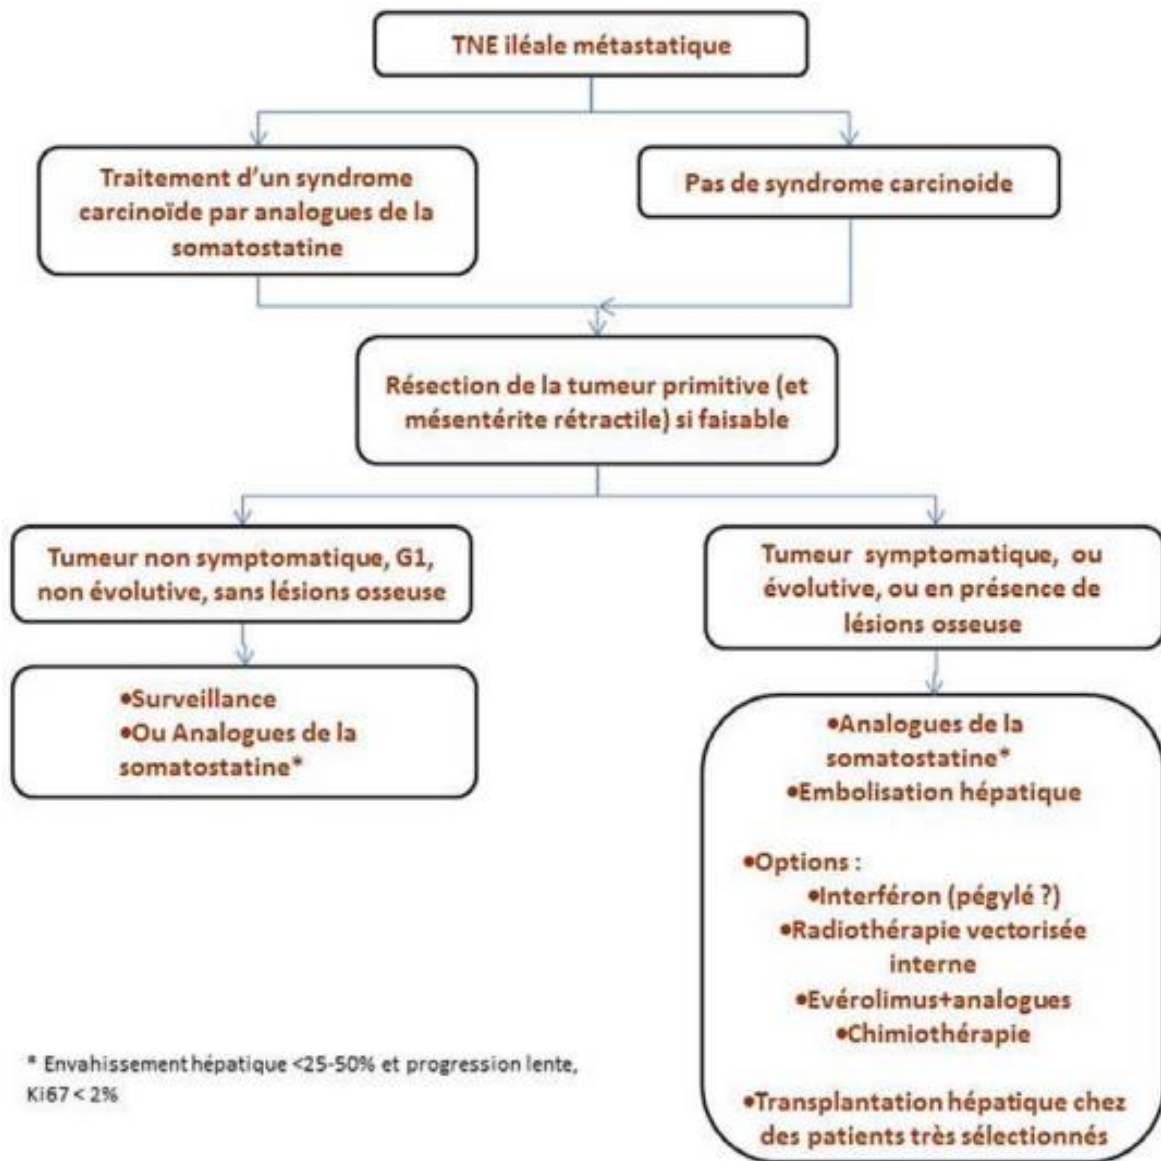 TNE iléale métastatique
Traitement d'un syndrome
carcinoïde par analogues de la
somatostatine
Pas de syndrome carcinoide
Résection de la tumeur primitive (et
mésentérite rétractile) si faisable
Tumeur non symptomatique, G1,
non évolutive, sans lésions osseuse
Tumeur symptomatique, ou
évolutive, ou en présence de
lésions osseuse
•Surveillance
•Ou Analogues de la
somatostatine*
•Analogues de la
somatostatine*
•Embolisation hépatique
•Options :
•Interféron (pégylé ?)
•Radiothérapie vectorisée
interne
•Evérolimus+analogues
•Chimiothérapie
•Transplantation hépatique chez
des patients très sélectionnés
* Envahissement hépatique <25-50% et progression lente,
Ki67 < 2%